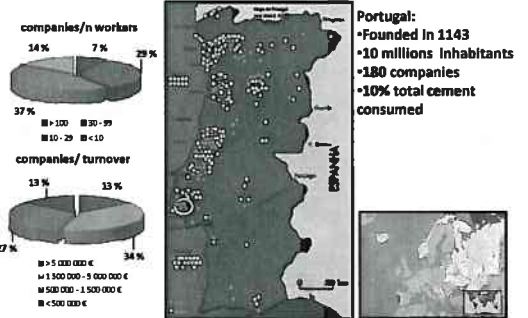 companies/n workers
14 %
7 %
29 %
37 %
> 100
30 - 99
10 - 29
< 10
companies/ turnover
13 %
13 %
34 %
> 5 000 000 €
1 500 000 - 5 000 000 €
500 000 - 1 500 000 €
< 500 000 €
ESPANHA
Portugal:
•Founded in 1143
•10 millions inhabitants
•180 companies
•10% total cement
consumed